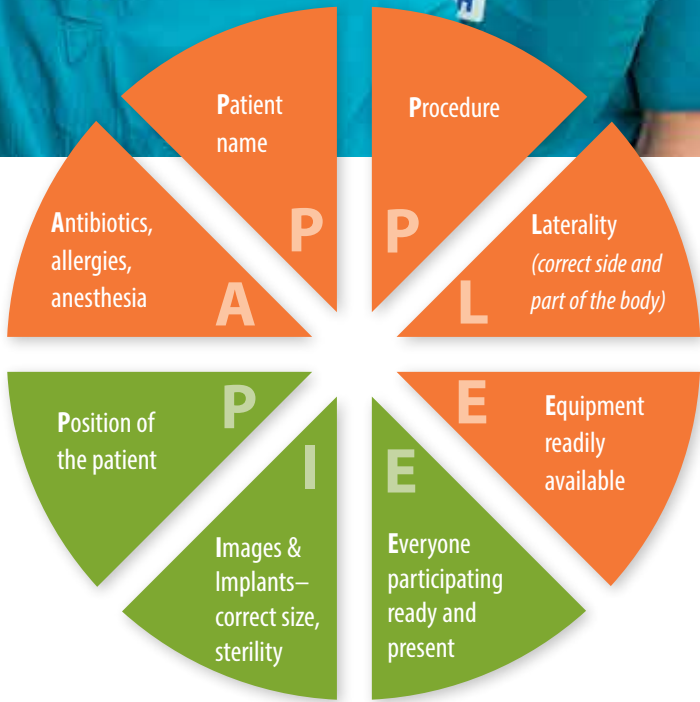 Antibiotics,
allergies,
anesthesia
A
Patient
name
P
Procedure
P
Laterality
(correct side and
part of the body)
L
Equipment
readily
available
E
Position of
the patient
P
Images &
Implants–
correct size,
sterility
I
Everyone
participating
ready and
present
E